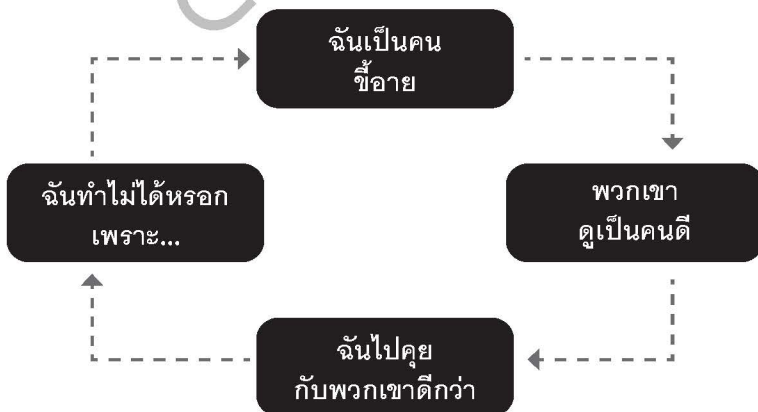 ฉันเป็นคน
ขี้อาย
พวกเขา
ดูเป็นคนดี
ฉันไปคุย
กับพวกเขาดีกว่า
ฉันทำไม่ได้หรอก
เพราะ...